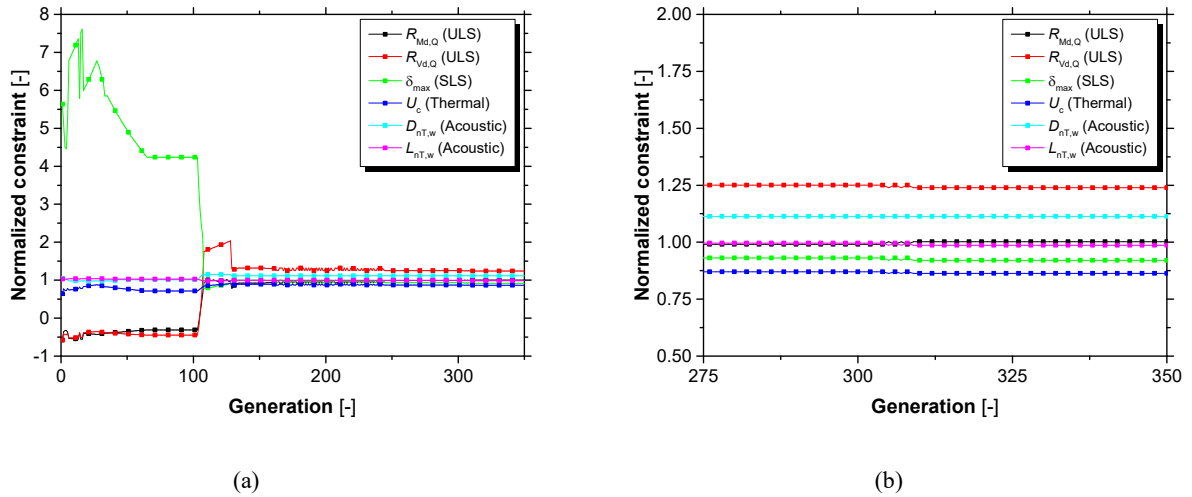 8
7
6
5
4
3
2
1
0
-1
Normalized constraint [-]
R_Md,Q (ULS)
R_Vd,Q (ULS)
δ_max (SLS)
U_c (Thermal)
D_nT,w (Acoustic)
L_nT,w (Acoustic)
0 100 200 300
Generation [-]
(a)
2.00
1.75
1.50
1.25
1.00
0.75
0.50
Normalized constraint [-]
R_Md,Q (ULS)
R_Vd,Q (ULS)
δ_max (SLS)
U_c (Thermal)
D_nT,w (Acoustic)
L_nT,w (Acoustic)
275 300 325 350
Generation [-]
(b)